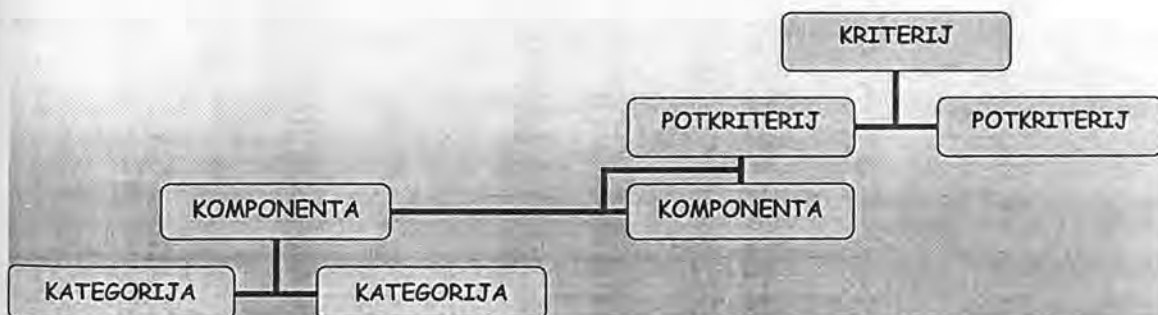 KRITERIJ
POTKRITERIJ POTKRITERIJ
KOMPONENTA KOMPONENTA
KATEGORIJA KATEGORIJA